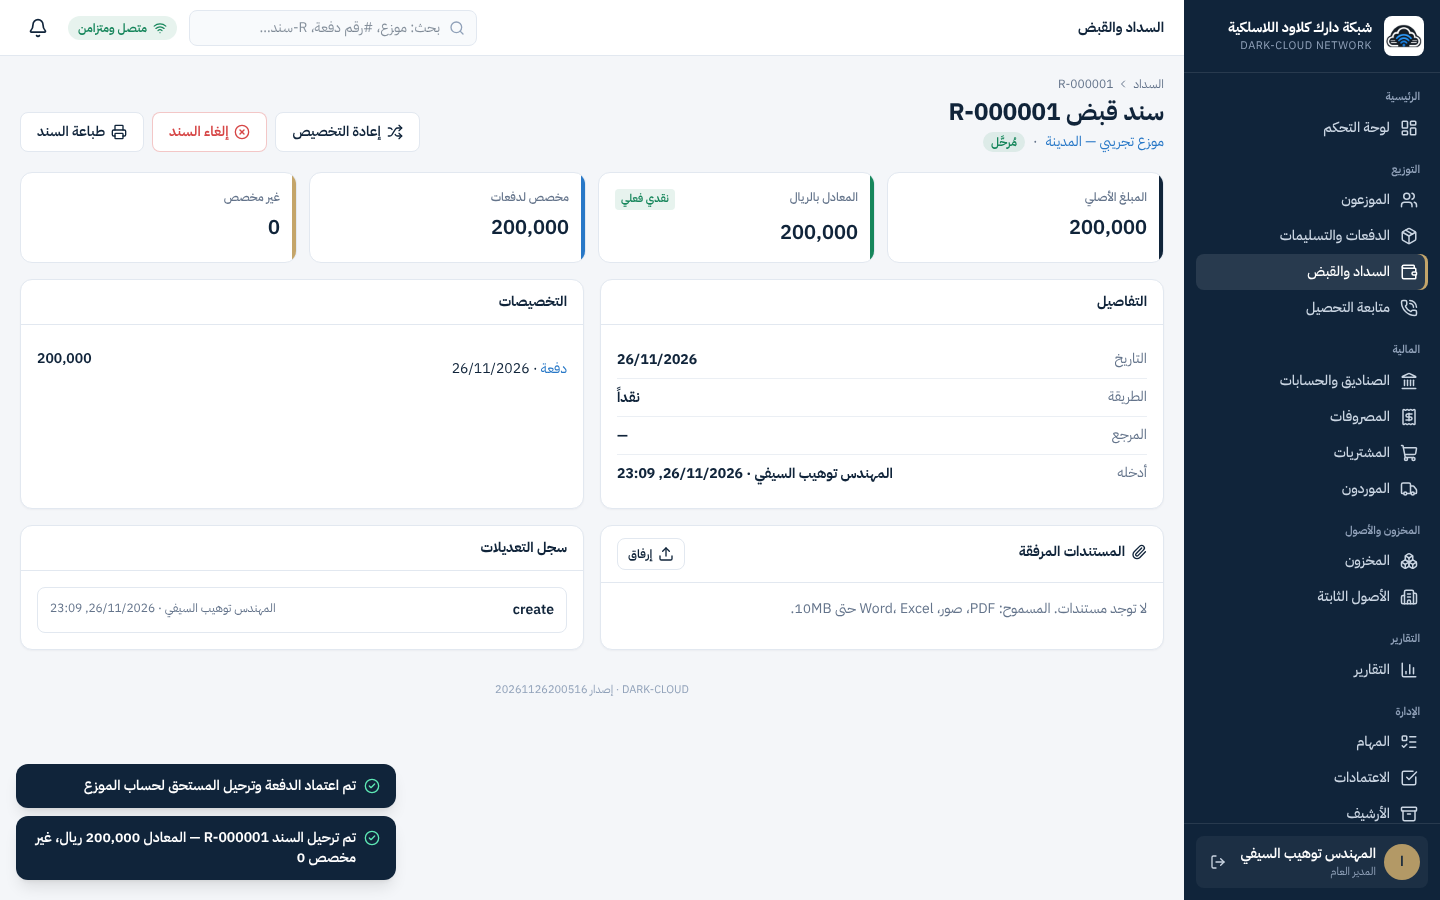 شبكة دارك كلاود اللاسلكية
DARK-CLOUD NETWORK
الرئيسية
لوحة التحكم
التوزيع
الموزعون
الدفعات والتسليمات
السداد والقبض
متابعة التحصيل
المالية
الصناديق والحسابات
المصروفات
المشتريات
الموردون
المخزون والأصول
المخزون
الأصول الثابتة
التقارير
التقارير
الإدارة
المهام
الاعتمادات
الأرشيف
ا
المهندس توهيب السيفي
المدير العام
السداد والقبض
بحث: موزع، #رقم دفعة، R-سند...
متصل ومتزامن
السداد › R-000001
سند قبض R-000001
موزع تجريبي — المدينة · مُرحَّل
إعادة التخصيص
إلغاء السند
طباعة السند
المبلغ الأصلي
200,000
المعادل بالريال
نقدي فعلي
200,000
مخصص لدفعات
200,000
غير مخصص
0
التفاصيل
التاريخ 26/11/2026
الطريقة نقداً
المرجع —
أدخله المهندس توهيب السيفي · 26/11/2026, 23:09
التخصيصات
دفعة · 26/11/2026 200,000
المستندات المرفقة
إرفاق
لا توجد مستندات. المسموح: PDF، صور، Word، Excel حتى 10MB.
سجل التعديلات
create المهندس توهيب السيفي · 26/11/2026, 23:09
DARK-CLOUD · إصدار 20261126200516
تم اعتماد الدفعة وترحيل المستحق لحساب الموزع
تم ترحيل السند R-000001 — المعادل 200,000 ريال، غير
مخصص 0